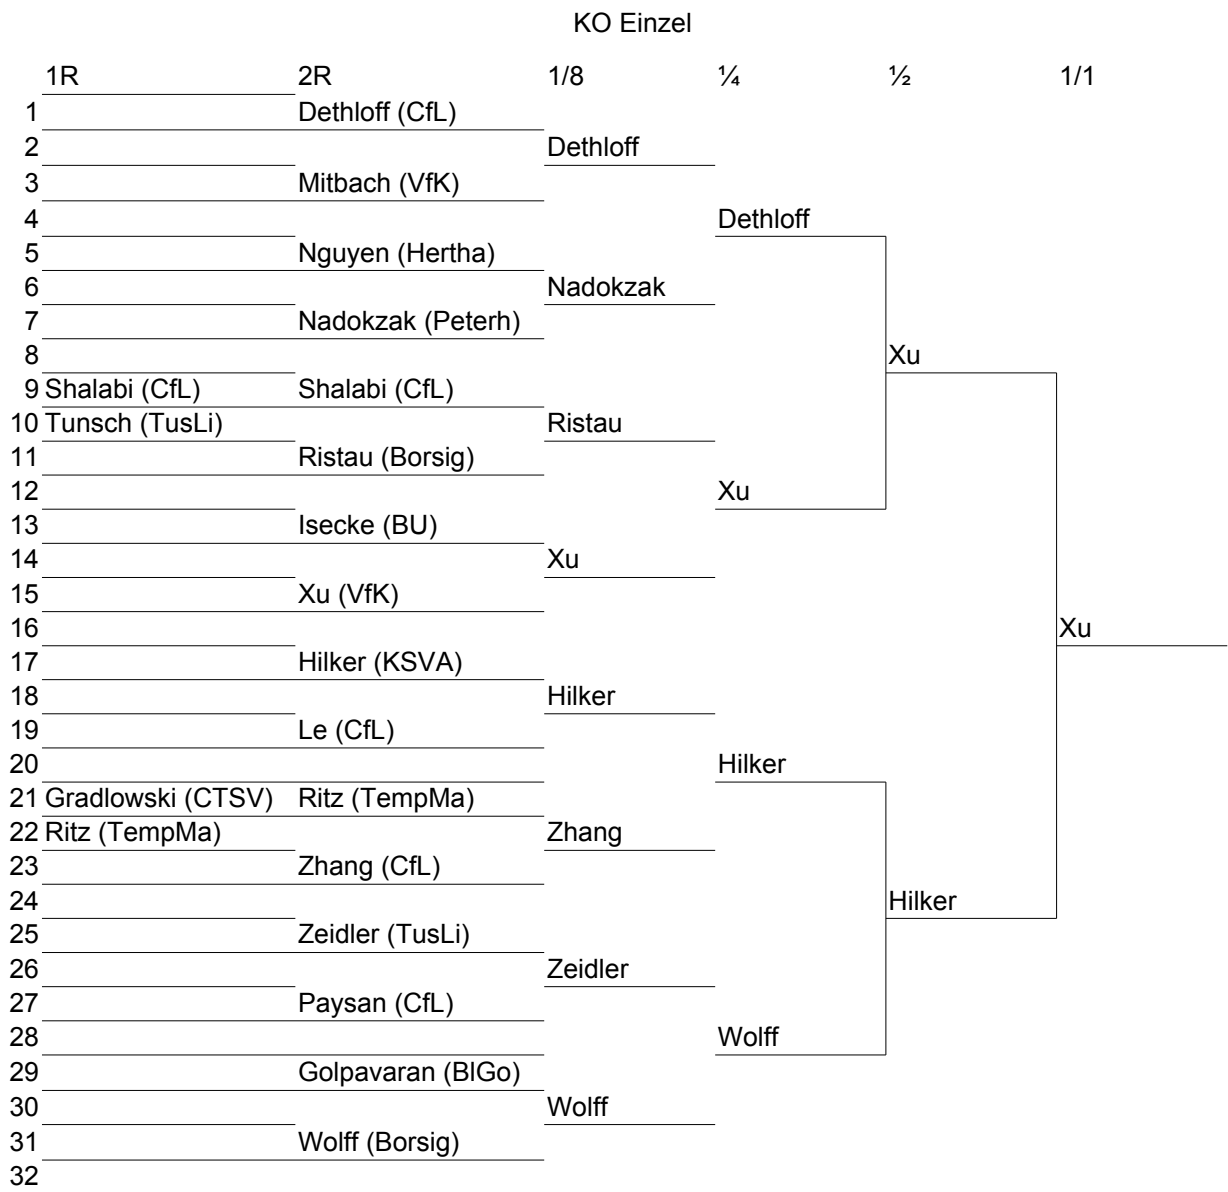 KO Einzel
1R 2R 1/8 ¼ ½ 1/1
1 Dethloff (CfL)
2 Dethloff
3 Mitbach (VfK)
4 Dethloff
5 Nguyen (Hertha)
6 Nadokzak
7 Nadokzak (Peterh)
8 Xu
9 Shalabi (CfL) Shalabi (CfL)
10 Tunsch (TusLi) Ristau
11 Ristau (Borsig)
12 Xu
13 Isecke (BU)
14 Xu
15 Xu (VfK)
16 Xu
17 Hilker (KSVA)
18 Hilker
19 Le (CfL)
20 Hilker
21 Gradlowski (CTSV) Ritz (TempMa)
22 Ritz (TempMa) Zhang
23 Zhang (CfL)
24 Hilker
25 Zeidler (TusLi)
26 Zeidler
27 Paysan (CfL)
28 Wolff
29 Golpavaran (BlGo)
30 Wolff
31 Wolff (Borsig)
32